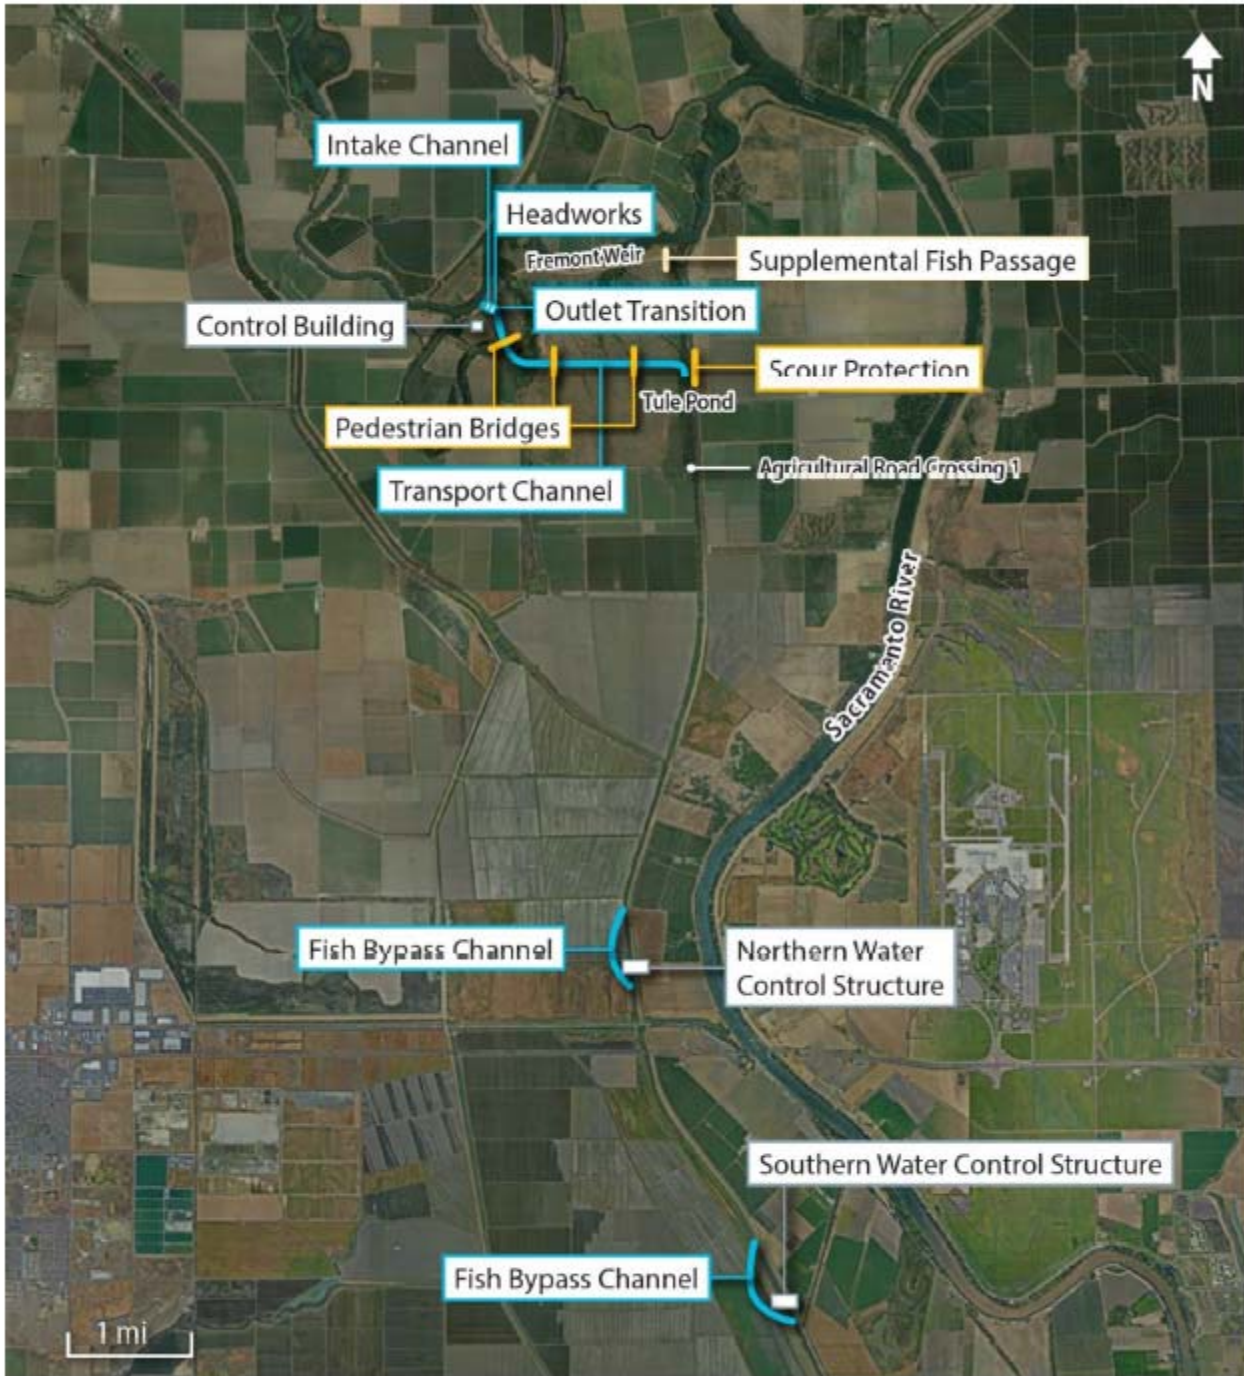 N
Intake Channel
Headworks
Fremont Weir
Supplemental Fish Passage
Outlet Transition
Control Building
Scour Protection
Tule Pond
Pedestrian Bridges
Agricultural Road Crossing 1
Transport Channel
Sacramento River
Fish Bypass Channel
Northern Water
Control Structure
Southern Water Control Structure
Fish Bypass Channel
1 mi